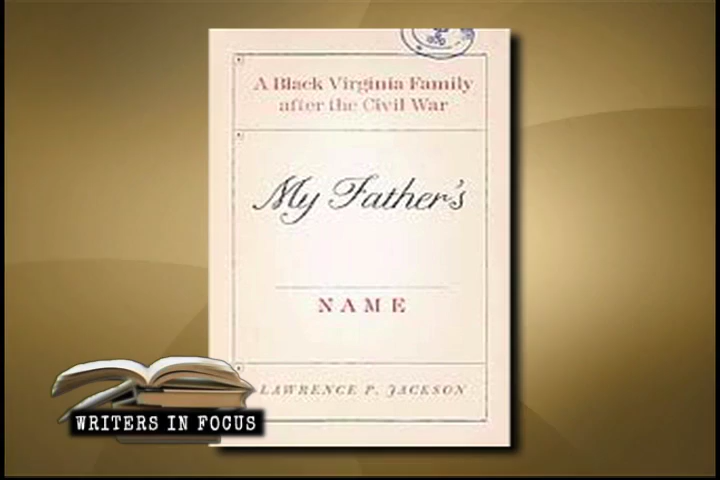 A Black Virginia Family
after the Civil War
My Father's
NAME
LAWRENCE P. JACKSON
WRITERS IN FOCUS